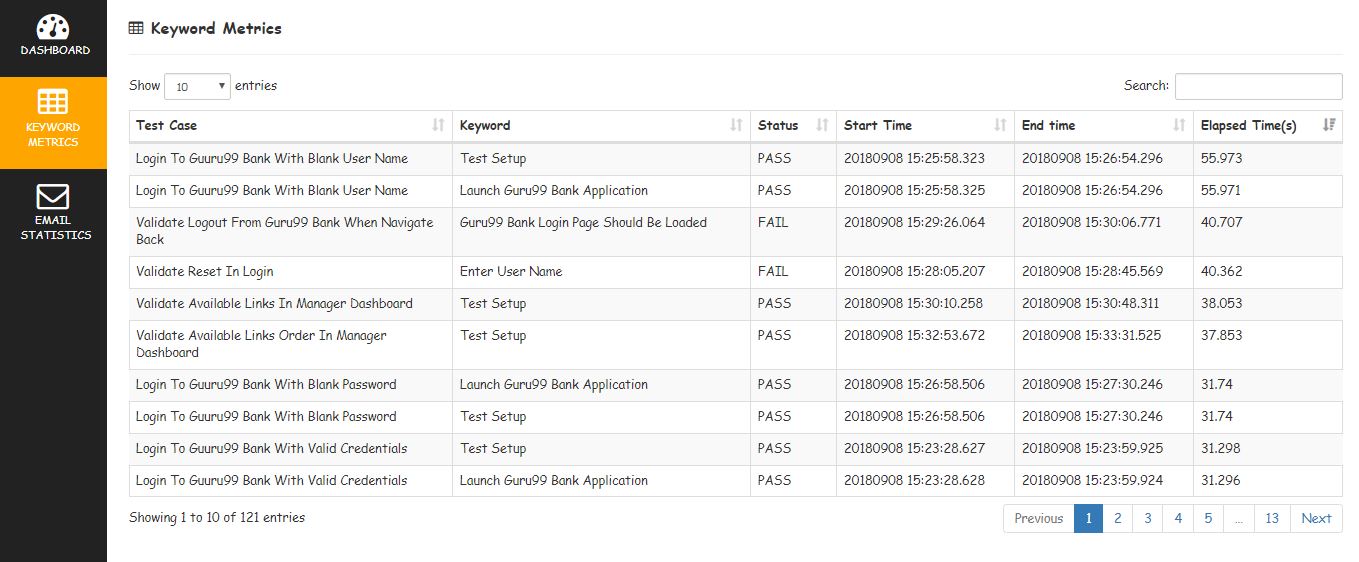 DASHBOARD
KEYWORD
METRICS
EMAIL
STATISTICS
Keyword Metrics
Show 10 entries Search:
Test Case Keyword Status Start Time End time Elapsed Time(s)
Login To Guuru99 Bank With Blank User Name Test Setup PASS 20180908 15:25:58.323 20180908 15:26:54.296 55.973
Login To Guuru99 Bank With Blank User Name Launch Guru99 Bank Application PASS 20180908 15:25:58.325 20180908 15:26:54.296 55.971
Validate Logout From Guru99 Bank When Navigate Guru99 Bank Login Page Should Be Loaded FAIL 20180908 15:29:26.064 20180908 15:30:06.771 40.707
Back
Validate Reset In Login Enter User Name FAIL 20180908 15:28:05.207 20180908 15:28:45.569 40.362
Validate Available Links In Manager Dashboard Test Setup PASS 20180908 15:30:10.258 20180908 15:30:48.311 38.053
Validate Available Links Order In Manager Test Setup PASS 20180908 15:32:53.672 20180908 15:33:31.525 37.853
Dashboard
Login To Guuru99 Bank With Blank Password Launch Guru99 Bank Application PASS 20180908 15:26:58.506 20180908 15:27:30.246 31.74
Login To Guuru99 Bank With Blank Password Test Setup PASS 20180908 15:26:58.506 20180908 15:27:30.246 31.74
Login To Guuru99 Bank With Valid Credentials Test Setup PASS 20180908 15:23:28.627 20180908 15:23:59.925 31.298
Login To Guuru99 Bank With Valid Credentials Launch Guru99 Bank Application PASS 20180908 15:23:28.628 20180908 15:23:59.924 31.296
Showing 1 to 10 of 121 entries Previous 1 2 3 4 5 ... 13 Next